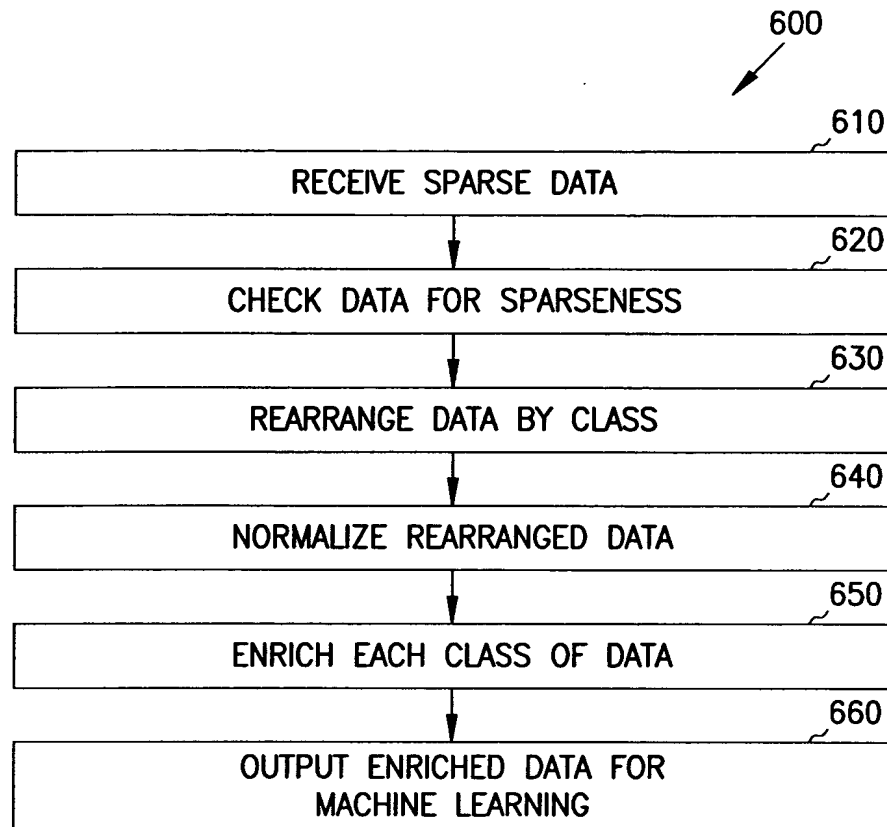 600
610
RECEIVE SPARSE DATA
620
CHECK DATA FOR SPARSENESS
630
REARRANGE DATA BY CLASS
640
NORMALIZE REARRANGED DATA
650
ENRICH EACH CLASS OF DATA
660
OUTPUT ENRICHED DATA FOR
MACHINE LEARNING